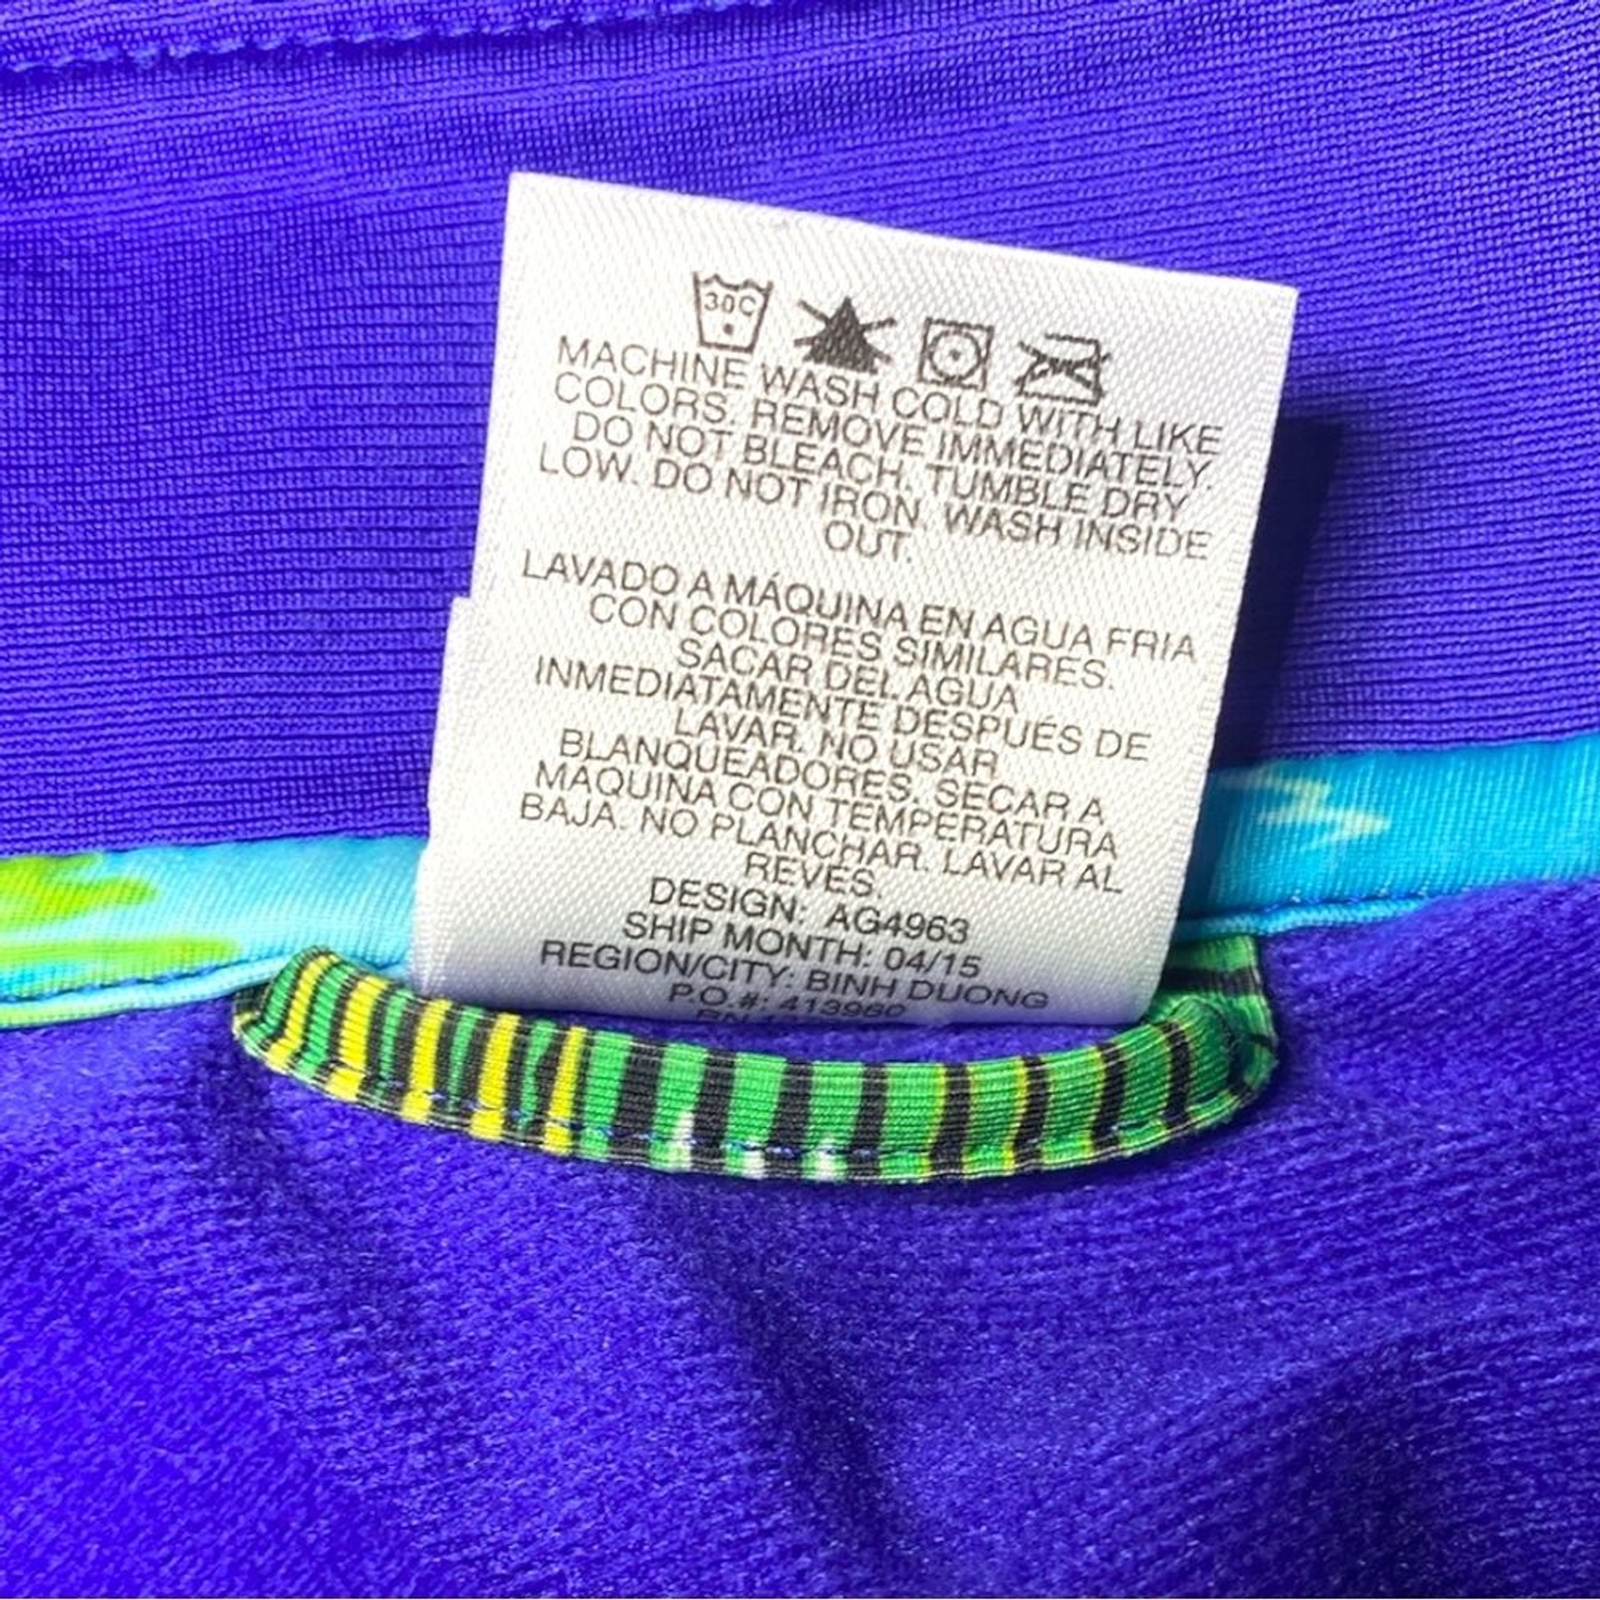 30C
MACHINE WASH COLD WITH LIKE
COLORS. REMOVE IMMEDIATELY.
DO NOT BLEACH. TUMBLE DRY
LOW. DO NOT IRON. WASH INSIDE
OUT.
LAVADO A MÁQUINA EN AGUA FRIA
CON COLORES SIMILARES.
SACAR DEL AGUA
INMEDIATAMENTE DESPUÉS DE
LAVAR. NO USAR
BLANQUEADORES. SECAR A
MAQUINA CON TEMPERATURA
BAJA. NO PLANCHAR. LAVAR AL
REVES.
DESIGN: AG4963
SHIP MONTH: 04/15
REGION/CITY: BINH DUONG
P.O.#: 413960